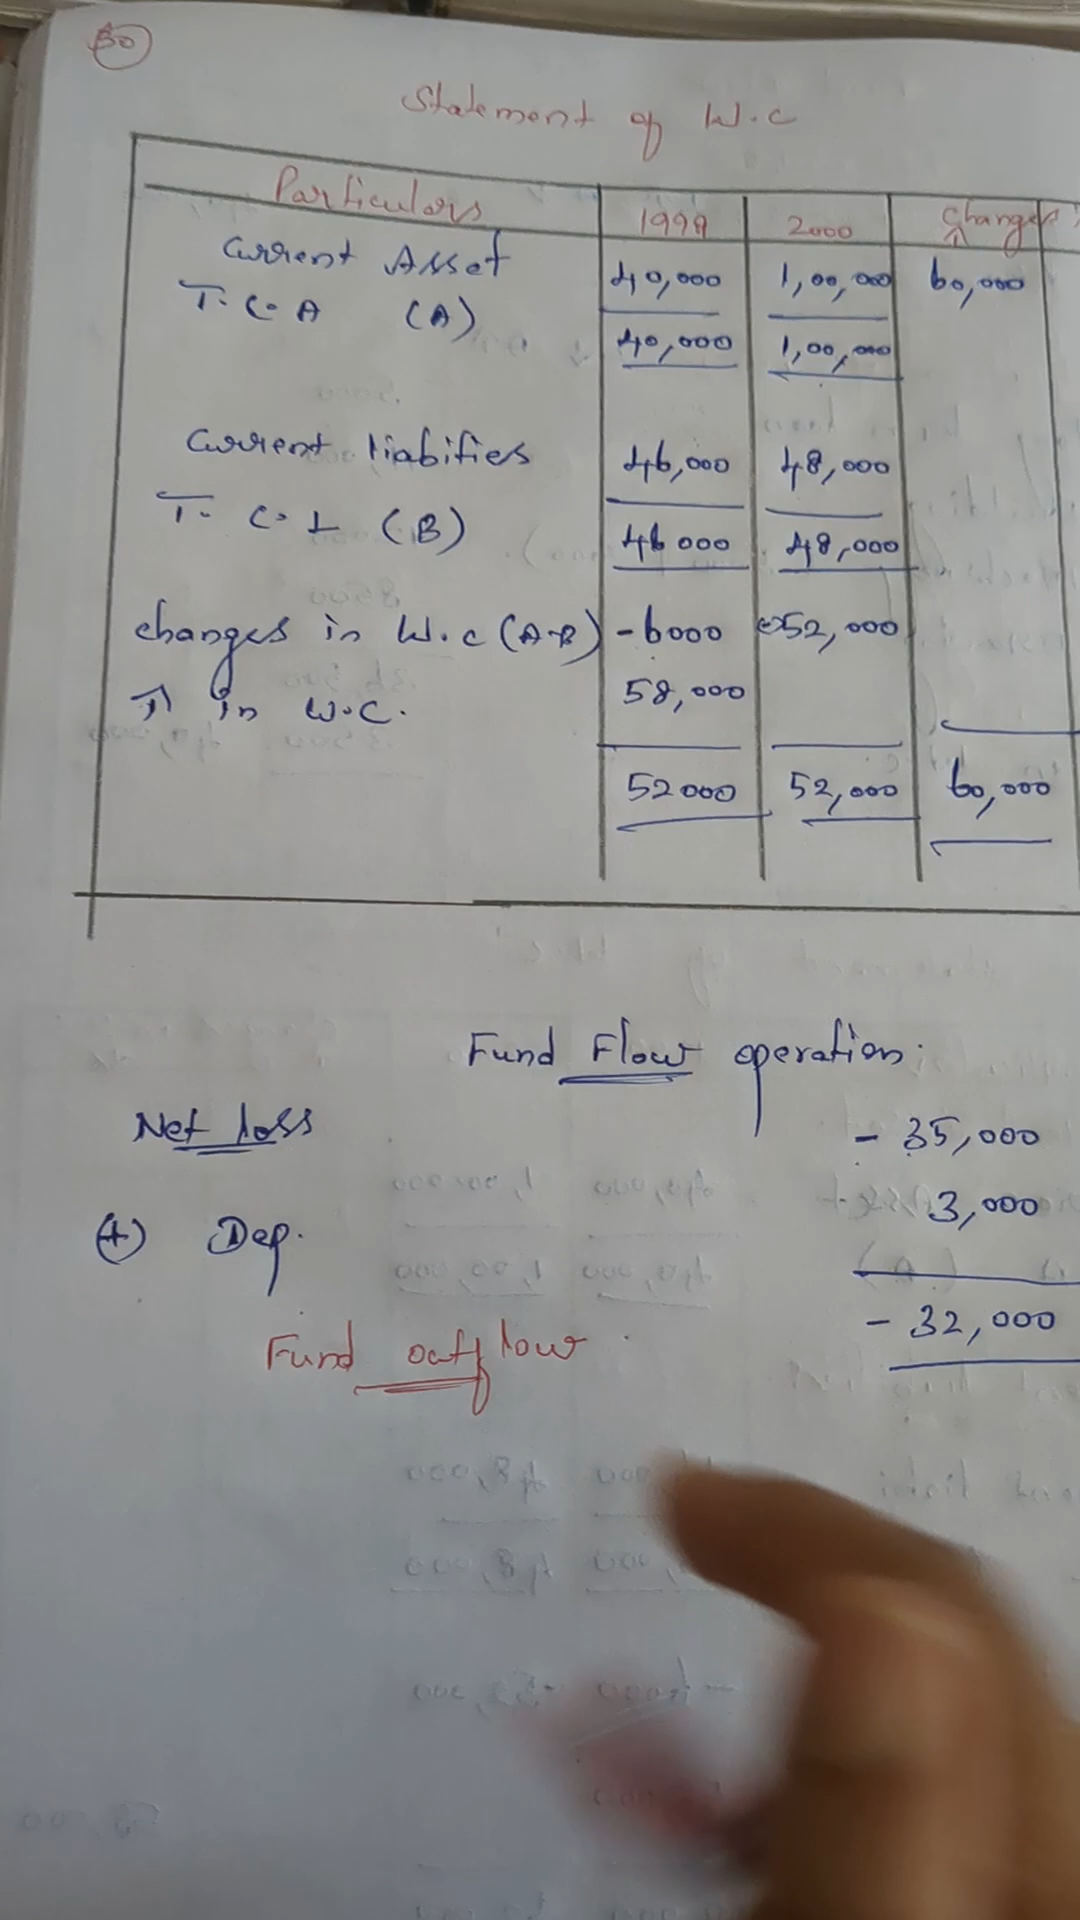 50
Statement of W.C
Particulars 1999 2000 Changes
↑
Current Asset 40,000 1,00,000 60,000
T. C. A (A) 40,000 1,00,000
Current liabifies 46,000 48,000
T. C. L (B) 46000 48,000
changes in W.C (A-B) -6000 52,000
↑ in W.C. 58,000
52000 52,000 60,000
Fund Flow operation.
Net loss - 35,000
(+) Dep. 3,000
Fund outflow - 32,000